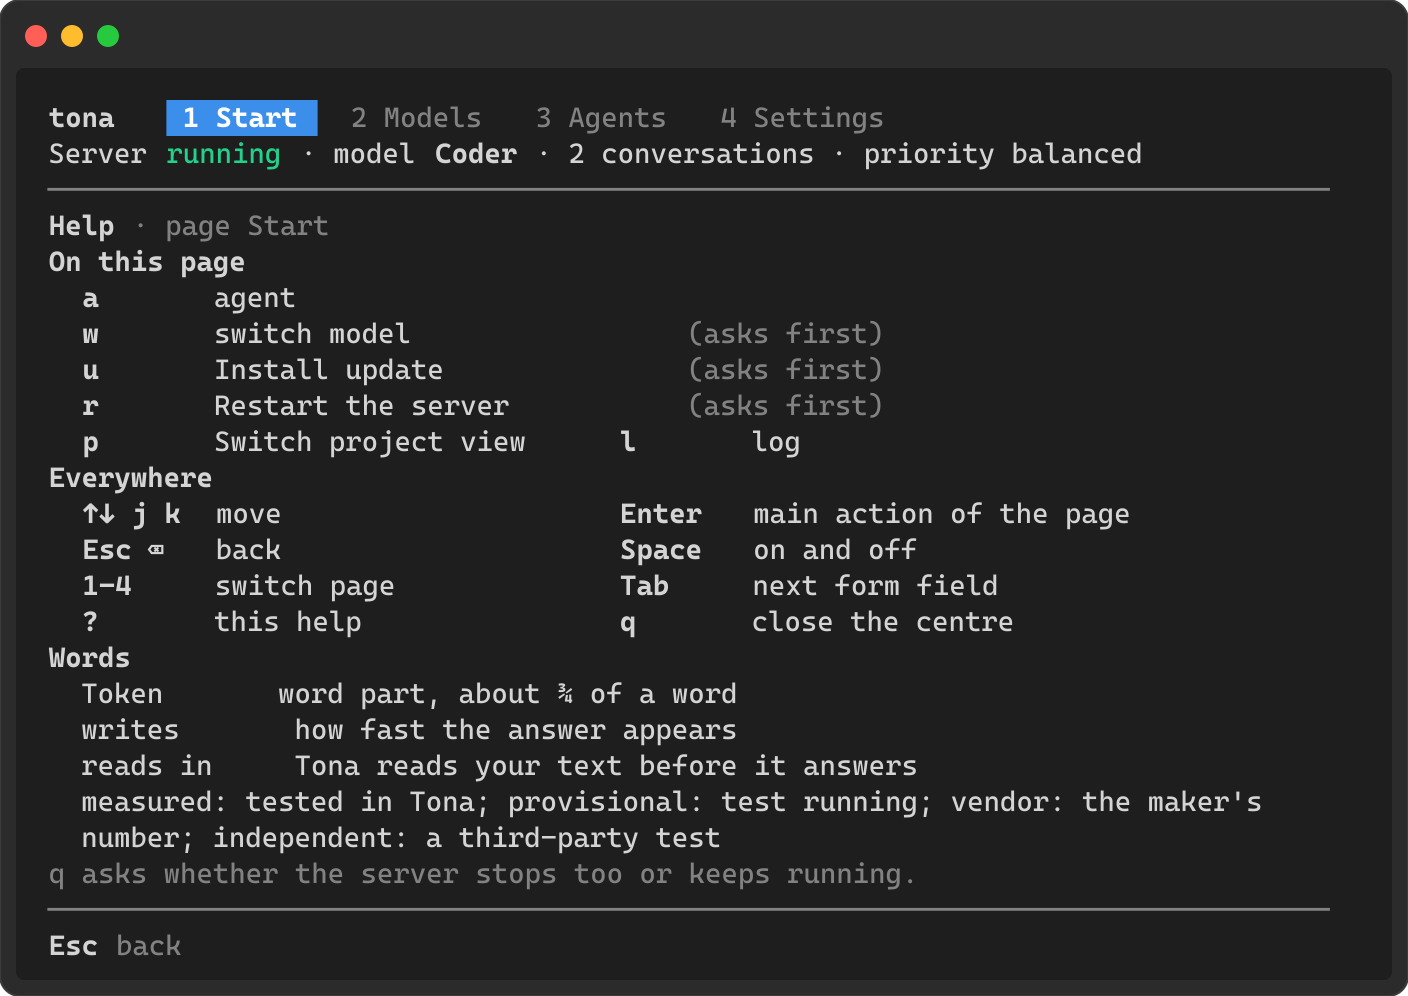 tona 1 Start 2 Models 3 Agents 4 Settings
Server running · model Coder · 2 conversations · priority balanced
Help · page Start
On this page
a agent
w switch model (asks first)
u Install update (asks first)
r Restart the server (asks first)
p Switch project view l log
Everywhere
↑↓ j k move Enter main action of the page
Esc ⌫ back Space on and off
1–4 switch page Tab next form field
? this help q close the centre
Words
Token word part, about ¾ of a word
writes how fast the answer appears
reads in Tona reads your text before it answers
measured: tested in Tona; provisional: test running; vendor: the maker's
number; independent: a third-party test
q asks whether the server stops too or keeps running.
Esc back